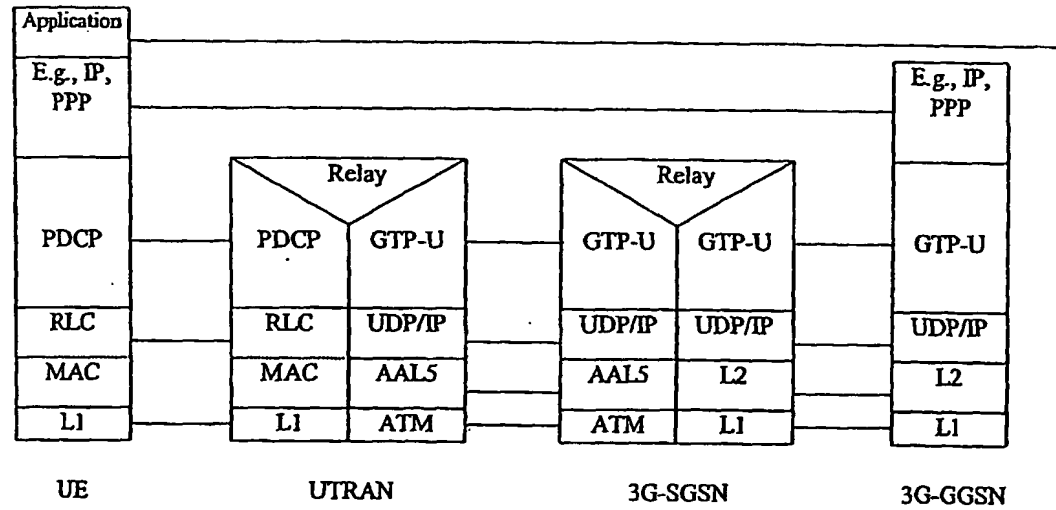 Application
E.g., IP,
PPP
E.g., IP,
PPP
Relay
Relay
PDCP
PDCP
GTP-U
GTP-U
GTP-U
GTP-U
RLC
RLC
UDP/IP
UDP/IP
UDP/IP
UDP/IP
MAC
MAC
AAL5
AAL5
L2
L2
L1
L1
ATM
ATM
L1
L1
UE
UTRAN
3G-SGSN
3G-GGSN